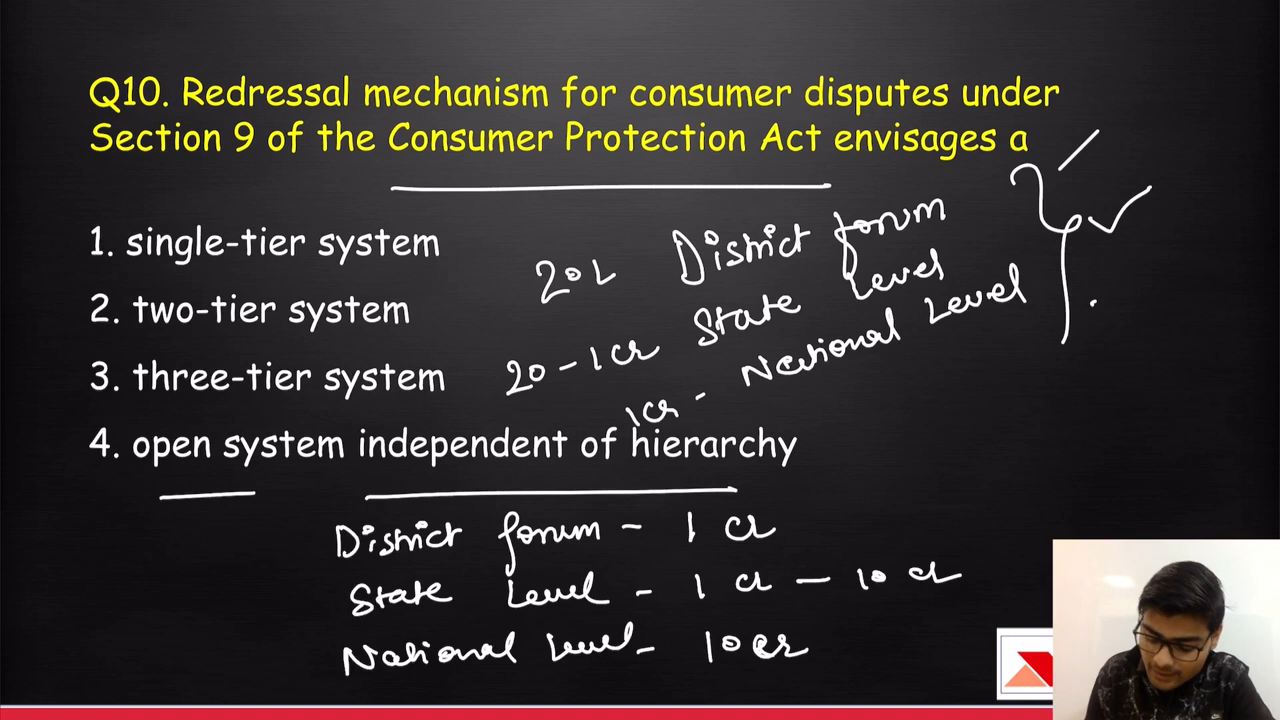 Q10. Redressal mechanism for consumer disputes under
Section 9 of the Consumer Protection Act envisages a
1. single-tier system
2. two-tier system
3. three-tier system
4. open system independent of hierarchy
20L District forum
20 - 1 cr State Level
1cr - National Level
District forum - 1 cr
State Level - 1 cr - 10 cr
National Level - 10 cr